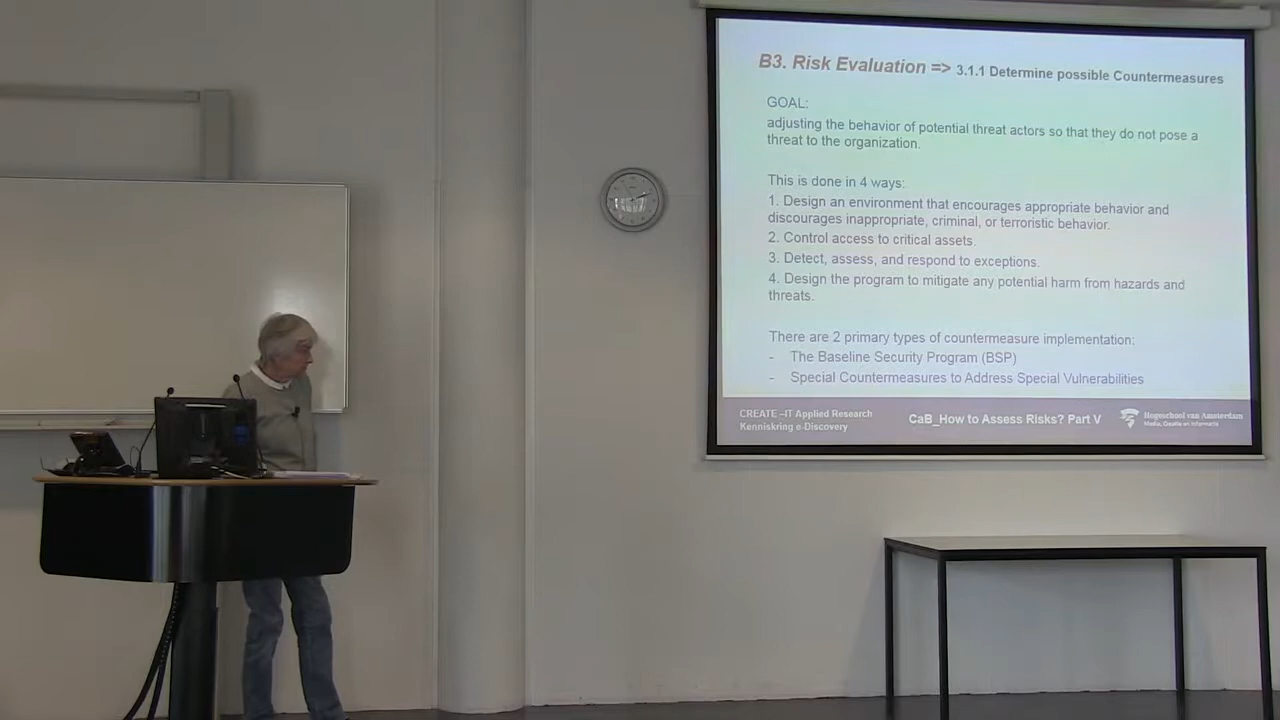 B3. Risk Evaluation => 3.1.1 Determine possible Countermeasures
GOAL:
adjusting the behavior of potential threat actors so that they do not pose a
threat to the organization.
This is done in 4 ways:
1. Design an environment that encourages appropriate behavior and
discourages inappropriate, criminal, or terroristic behavior.
2. Control access to critical assets.
3. Detect, assess, and respond to exceptions.
4. Design the program to mitigate any potential harm from hazards and
threats.
There are 2 primary types of countermeasure implementation:
- The Baseline Security Program (BSP)
- Special Countermeasures to Address Special Vulnerabilities
CREATE –IT Applied Research
Kenniskring e-Discovery
CaB_How to Assess Risks? Part V
Hogeschool van Amsterdam
Media, Creatie en Informatie